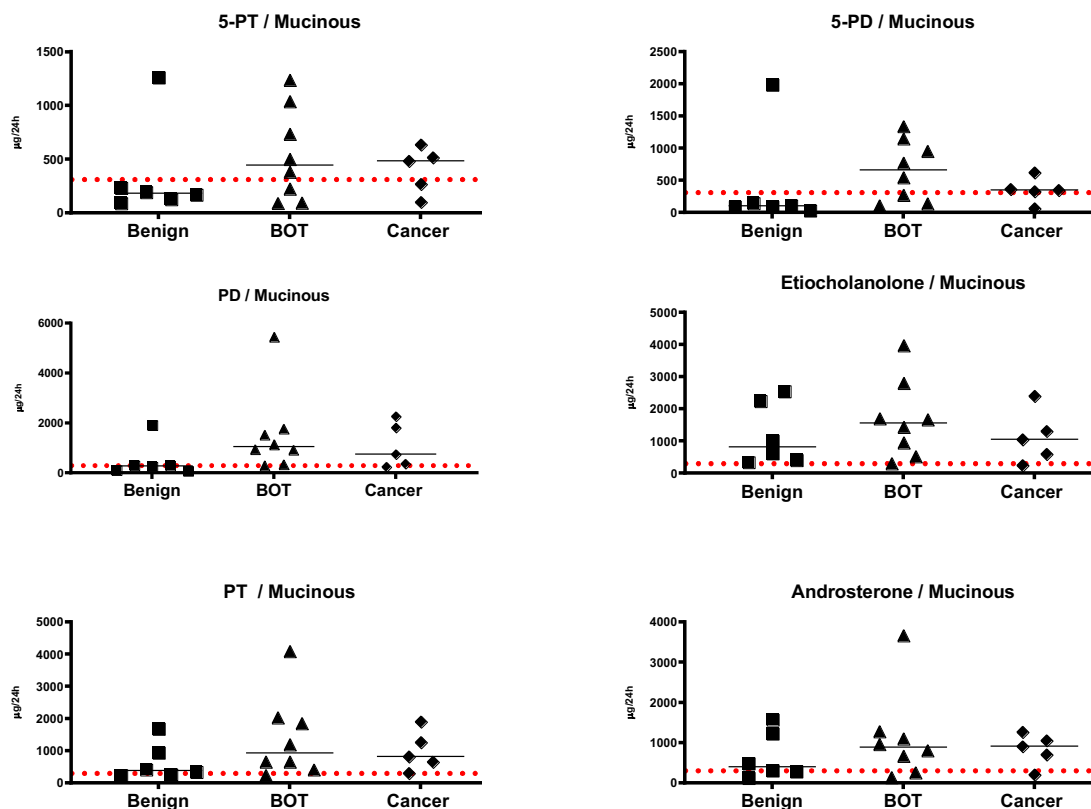 5-PT / Mucinous
1500
1000
500
0
µg/24h
Benign BOT Cancer
5-PD / Mucinous
2500
2000
1500
1000
500
0
µg/24h
Benign BOT Cancer
PD / Mucinous
6000
4000
2000
0
µg/24h
Benign BOT Cancer
Etiocholanolone / Mucinous
5000
4000
3000
2000
1000
0
µg/24h
Benign BOT Cancer
PT / Mucinous
5000
4000
3000
2000
1000
0
µg/24h
Benign BOT Cancer
Androsterone / Mucinous
4000
3000
2000
1000
0
µg/24h
Benign BOT Cancer